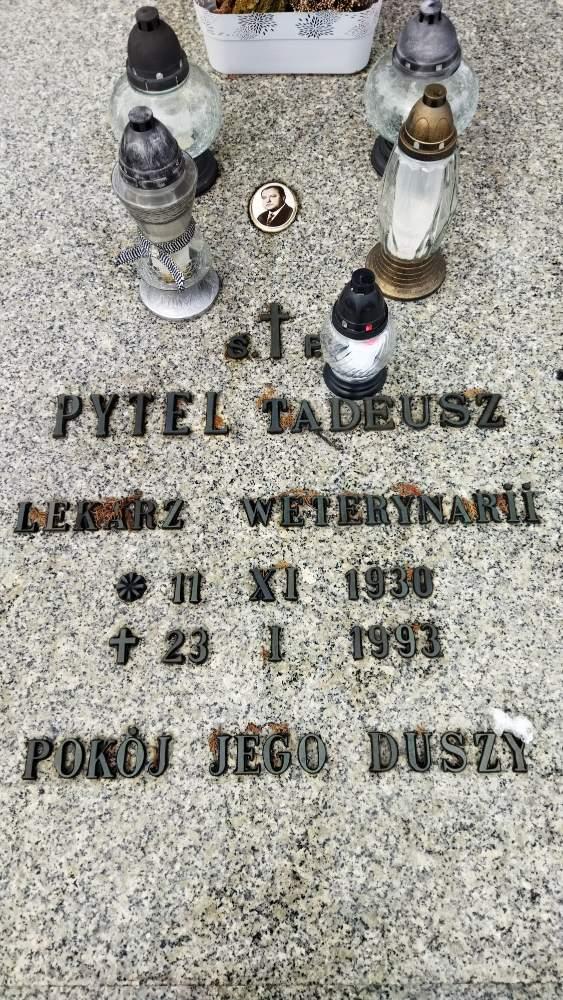 Ś. P.
PYTEL TADEUSZ
LEKARZ WETERYNARII
11 XI 1930
23 I 1993
POKÓJ JEGO DUSZY